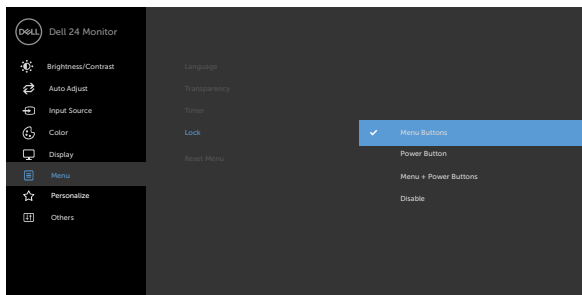 DELL
Dell 24 Monitor
Brightness/Contrast
Auto Adjust
Input Source
Color
Display
Menu
Personalize
Others
Language
Transparency
Timer
Lock
Reset Menu
Menu Buttons
Power Button
Menu + Power Buttons
Disable